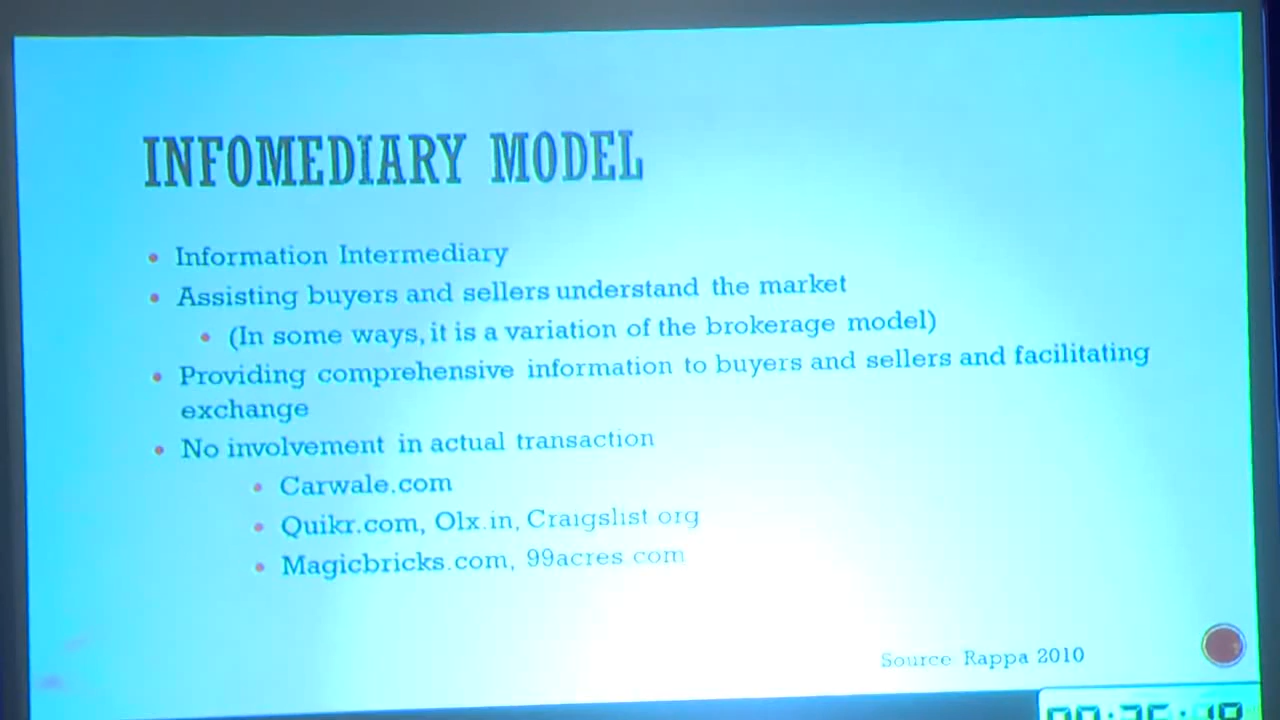 INFOMEDIARY MODEL
• Information Intermediary
• Assisting buyers and sellers understand the market
• (In some ways, it is a variation of the brokerage model)
• Providing comprehensive information to buyers and sellers and facilitating
exchange
• No involvement in actual transaction
• Carwale.com
• Quikr.com, Olx.in, Craigslist.org
• Magicbricks.com, 99acres.com
Source Rappa 2010